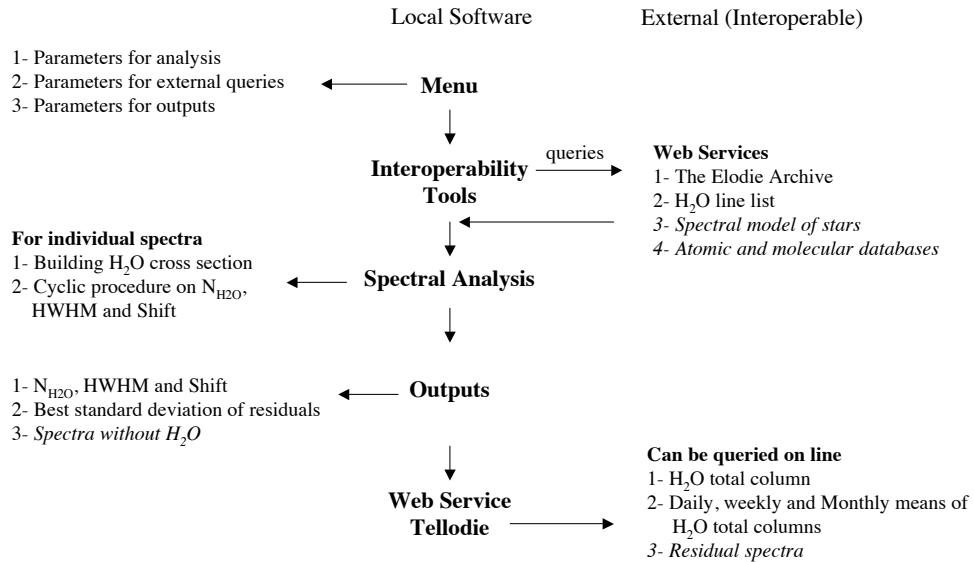 Local Software
External (Interoperable)
1- Parameters for analysis
2- Parameters for external queries
3- Parameters for outputs
Menu
Interoperability
Tools
queries
Web Services
1- The Elodie Archive
2- H₂O line list
3- Spectral model of stars
4- Atomic and molecular databases
For individual spectra
1- Building H₂O cross section
2- Cyclic procedure on N_H2O,
HWHM and Shift
Spectral Analysis
1- N_H2O, HWHM and Shift
2- Best standard deviation of residuals
3- Spectra without H₂O
Outputs
Web Service
Tellodie
Can be queried on line
1- H₂O total column
2- Daily, weekly and Monthly means of
H₂O total columns
3- Residual spectra